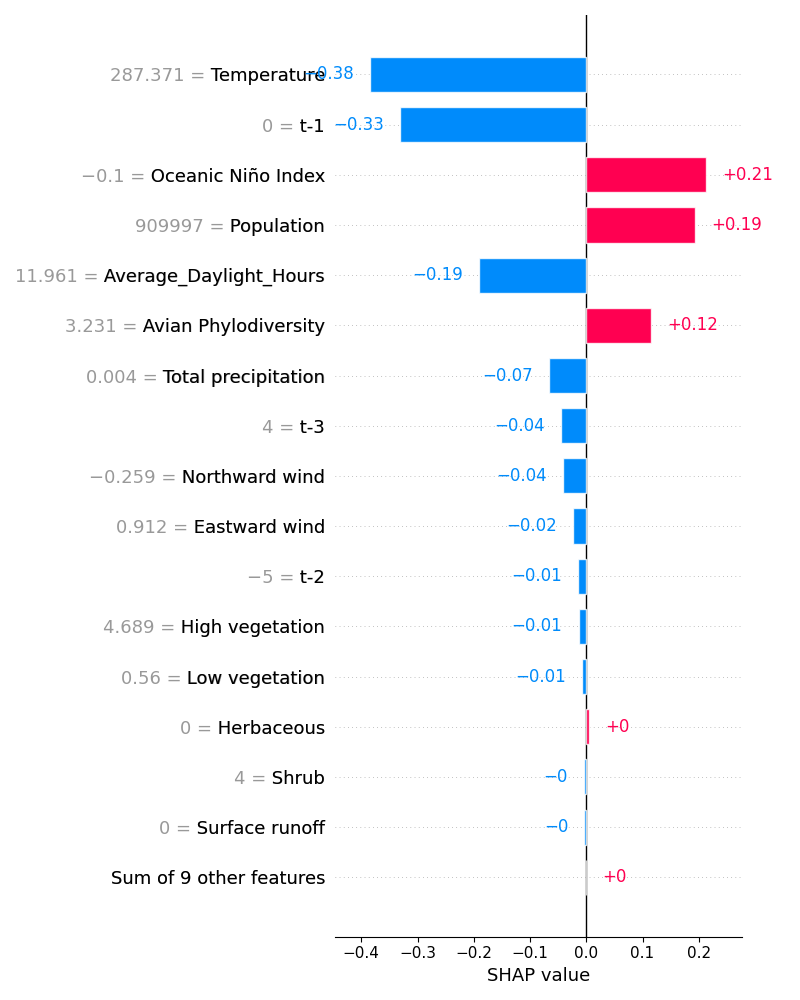 287.371 = Temperature −0.38
0 = t-1 −0.33
−0.1 = Oceanic Niño Index +0.21
909997 = Population +0.19
11.961 = Average_Daylight_Hours −0.19
3.231 = Avian Phylodiversity +0.12
0.004 = Total precipitation −0.07
4 = t-3 −0.04
−0.259 = Northward wind −0.04
0.912 = Eastward wind −0.02
−5 = t-2 −0.01
4.689 = High vegetation −0.01
0.56 = Low vegetation −0.01
0 = Herbaceous +0
4 = Shrub −0
0 = Surface runoff −0
Sum of 9 other features +0
−0.4 −0.3 −0.2 −0.1 0.0 0.1 0.2
SHAP value